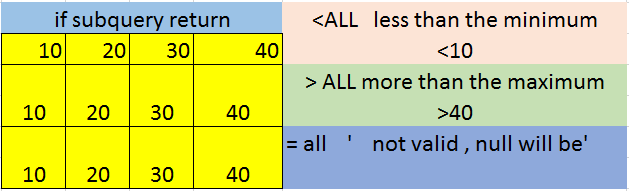 if subquery return <ALL less than the minimum
10 20 30 40 <10
> ALL more than the maximum
10 20 30 40 >40
= all ' not valid , null will be'
10 20 30 40